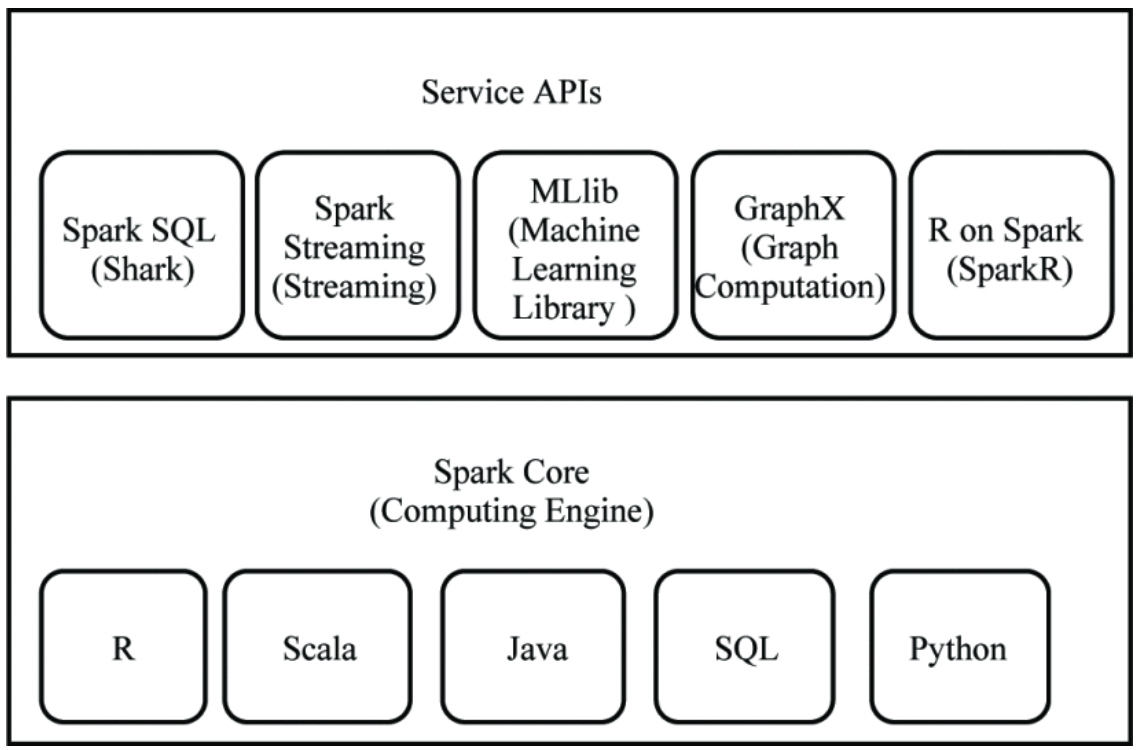 Service APIs
Spark SQL
(Shark)
Spark
Streaming
(Streaming)
MLlib
(Machine
Learning
Library )
GraphX
(Graph
Computation)
R on Spark
(SparkR)
Spark Core
(Computing Engine)
R
Scala
Java
SQL
Python